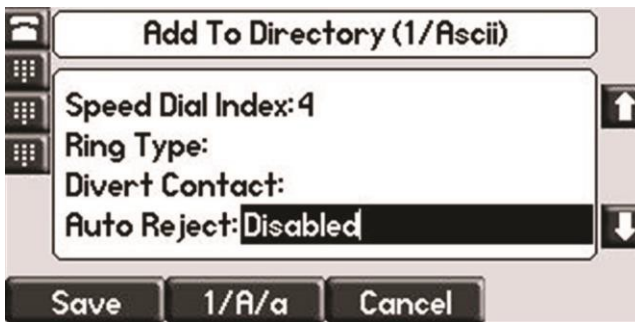 Add To Directory (1/Ascii)
Speed Dial Index:4
Ring Type:
Divert Contact:
Auto Reject:Disabled
Save 1/A/a Cancel